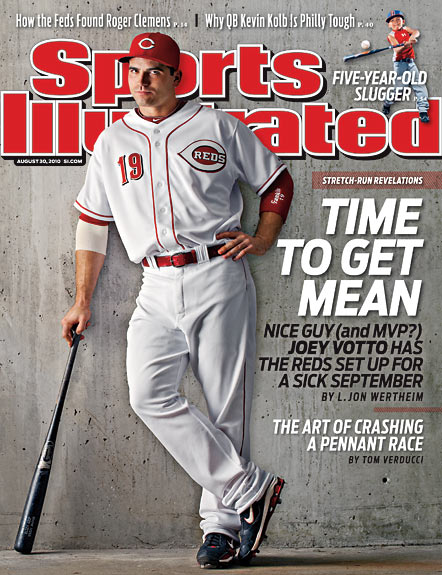 How the Feds Found Roger Clemens P.34 | Why QB Kevin Kolb Is Philly Tough P.40
Sports
Illustrated
FIVE-YEAR-OLD
SLUGGER
AUGUST 30, 2010 SI.COM
19
REDS
STRETCH-RUN REVELATIONS
TIME
TO GET
MEAN
NICE GUY (and MVP?)
JOEY VOTTO HAS
THE REDS SET UP FOR
A SICK SEPTEMBER
BY L. JON WERTHEIM
THE ART OF CRASHING
A PENNANT RACE
BY TOM VERDUCCI